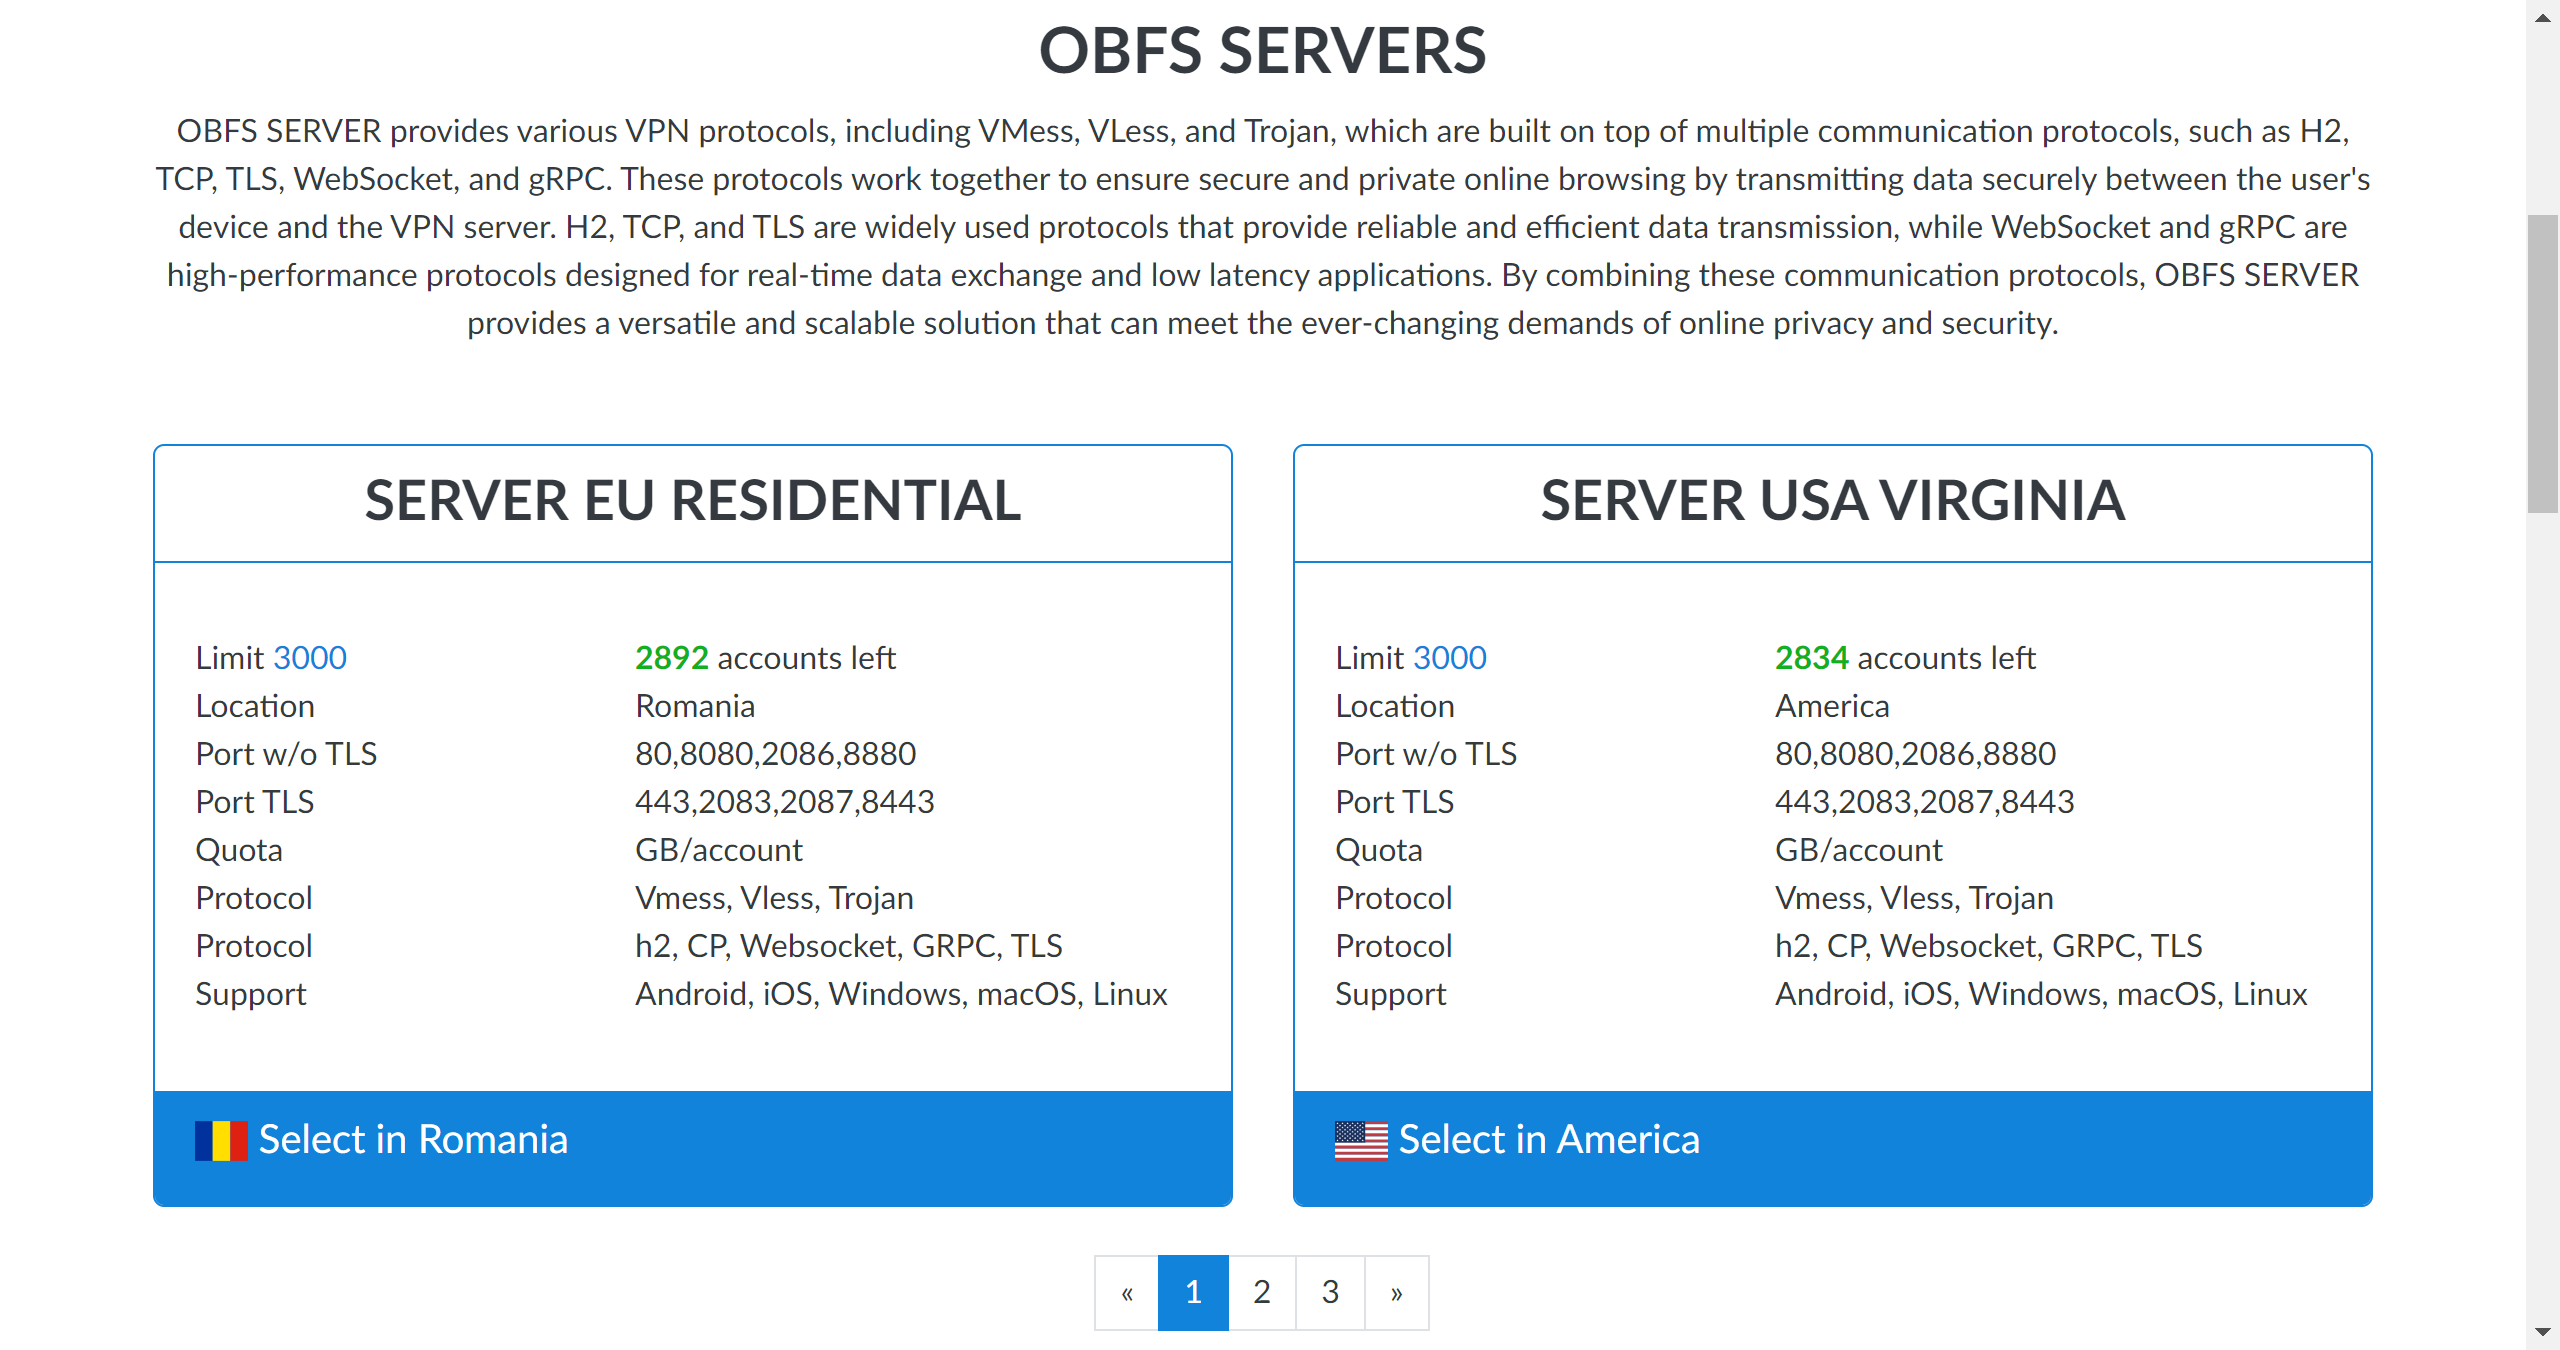 OBFS SERVERS
OBFS SERVER provides various VPN protocols, including VMess, VLess, and Trojan, which are built on top of multiple communication protocols, such as H2,
TCP, TLS, WebSocket, and gRPC. These protocols work together to ensure secure and private online browsing by transmitting data securely between the user's
device and the VPN server. H2, TCP, and TLS are widely used protocols that provide reliable and efficient data transmission, while WebSocket and gRPC are
high-performance protocols designed for real-time data exchange and low latency applications. By combining these communication protocols, OBFS SERVER
provides a versatile and scalable solution that can meet the ever-changing demands of online privacy and security.
SERVER EU RESIDENTIAL
Limit 3000 2892 accounts left
Location Romania
Port w/o TLS 80,8080,2086,8880
Port TLS 443,2083,2087,8443
Quota GB/account
Protocol Vmess, Vless, Trojan
Protocol h2, CP, Websocket, GRPC, TLS
Support Android, iOS, Windows, macOS, Linux
Select in Romania
SERVER USA VIRGINIA
Limit 3000 2834 accounts left
Location America
Port w/o TLS 80,8080,2086,8880
Port TLS 443,2083,2087,8443
Quota GB/account
Protocol Vmess, Vless, Trojan
Protocol h2, CP, Websocket, GRPC, TLS
Support Android, iOS, Windows, macOS, Linux
Select in America
« 1 2 3 »